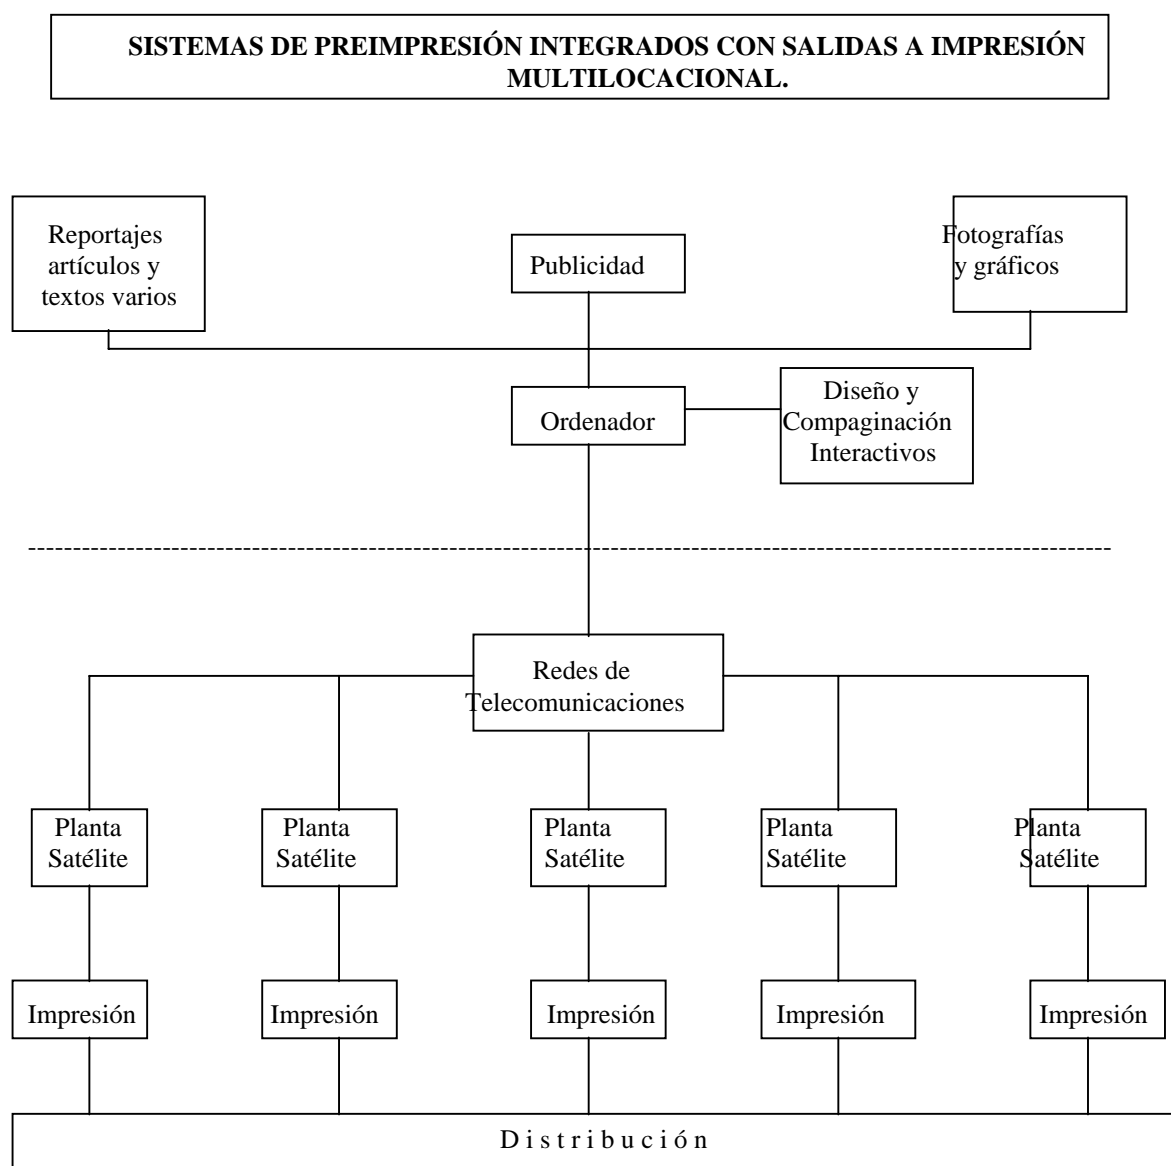 SISTEMAS DE PREIMPRESIÓN INTEGRADOS CON SALIDAS A IMPRESIÓN
MULTILOCACIONAL.
Reportajes
artículos y
textos varios
Publicidad
Fotografías
y gráficos
Ordenador
Diseño y
Compaginación
Interactivos
Redes de
Telecomunicaciones
Planta
Satélite
Planta
Satélite
Planta
Satélite
Planta
Satélite
Planta
Satélite
Impresión
Impresión
Impresión
Impresión
Impresión
D i s t r i b u c i ó n